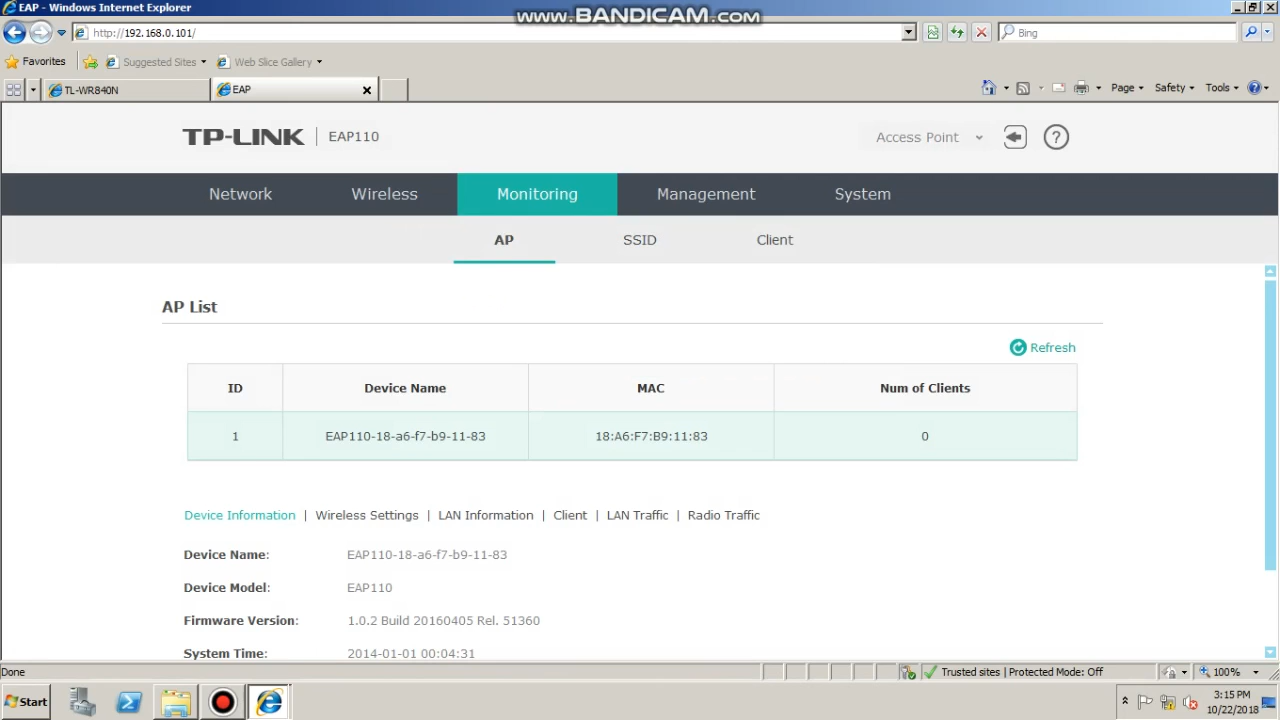 EAP - Windows Internet Explorer
www.BANDICAM.com
http://192.168.0.101/
Bing
Favorites Suggested Sites Web Slice Gallery
TL-WR840N EAP Page Safety Tools
TP-LINK EAP110 Access Point
Network Wireless Monitoring Management System
AP SSID Client
AP List
Refresh
ID Device Name MAC Num of Clients
1 EAP110-18-a6-f7-b9-11-83 18:A6:F7:B9:11:83 0
Device Information | Wireless Settings | LAN Information | Client | LAN Traffic | Radio Traffic
Device Name: EAP110-18-a6-f7-b9-11-83
Device Model: EAP110
Firmware Version: 1.0.2 Build 20160405 Rel. 51360
System Time: 2014-01-01 00:04:31
Done Trusted sites | Protected Mode: Off 100%
Start 3:15 PM
10/22/2018